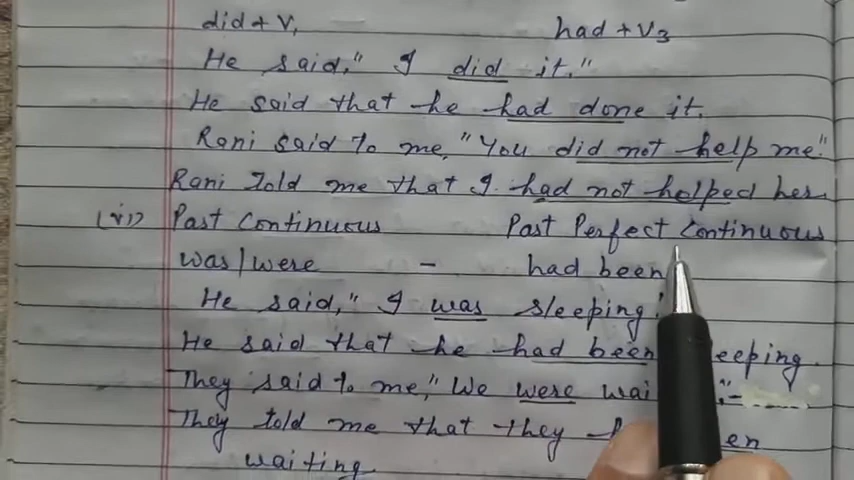 did + V1 had + V3
He said, " I did it."
He said that he had done it.
Rani said to me, "You did not help me."
Rani Told me that I had not helped her.
(vi) Past Continuous Past Perfect Continuous
was/were - had been
He said, " I was sleeping."
He said that he had been eeping.
They said to me, " We were wai
They told me that they en
waiting.